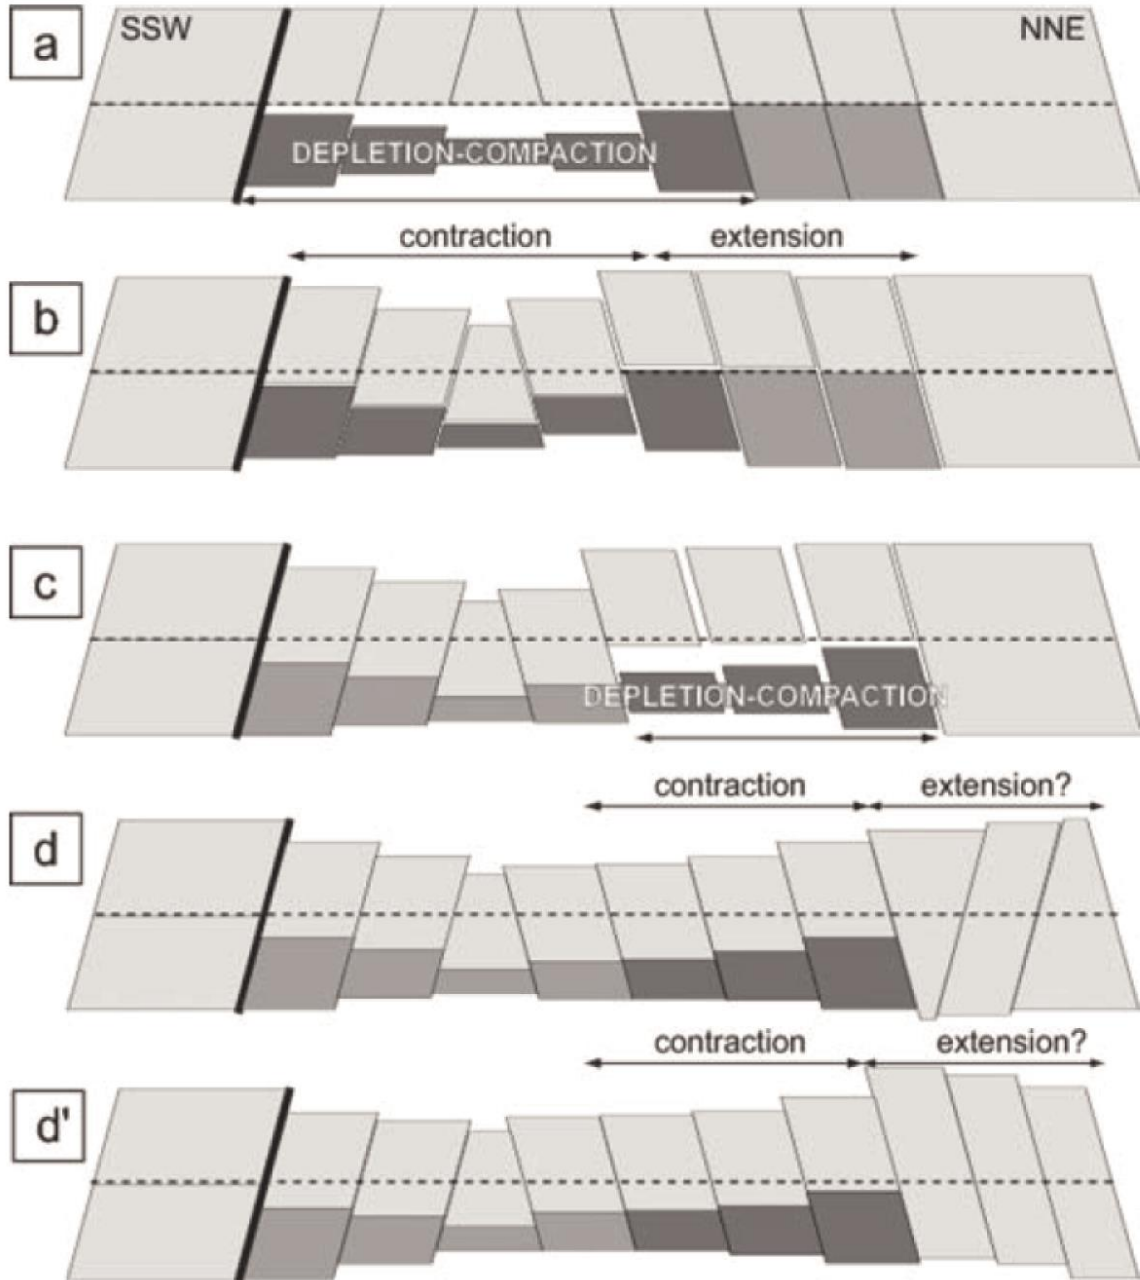 a
SSW
NNE
DEPLETION-COMPACTION
contraction
extension
b
c
DEPLETION-COMPACTION
contraction
extension?
d
contraction
extension?
d'